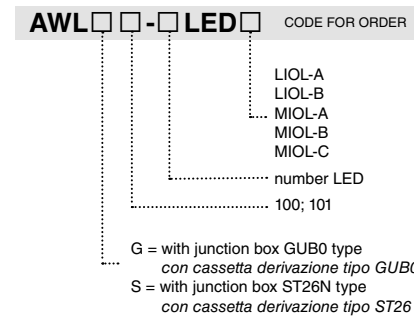 AWL□ □-□LED□ CODE FOR ORDER
LIOL-A
LIOL-B
MIOL-A
MIOL-B
MIOL-C
number LED
100; 101
G = with junction box GUB0 type
con cassetta derivazione tipo GUB0
S = with junction box ST26N type
con cassetta derivazione tipo ST26